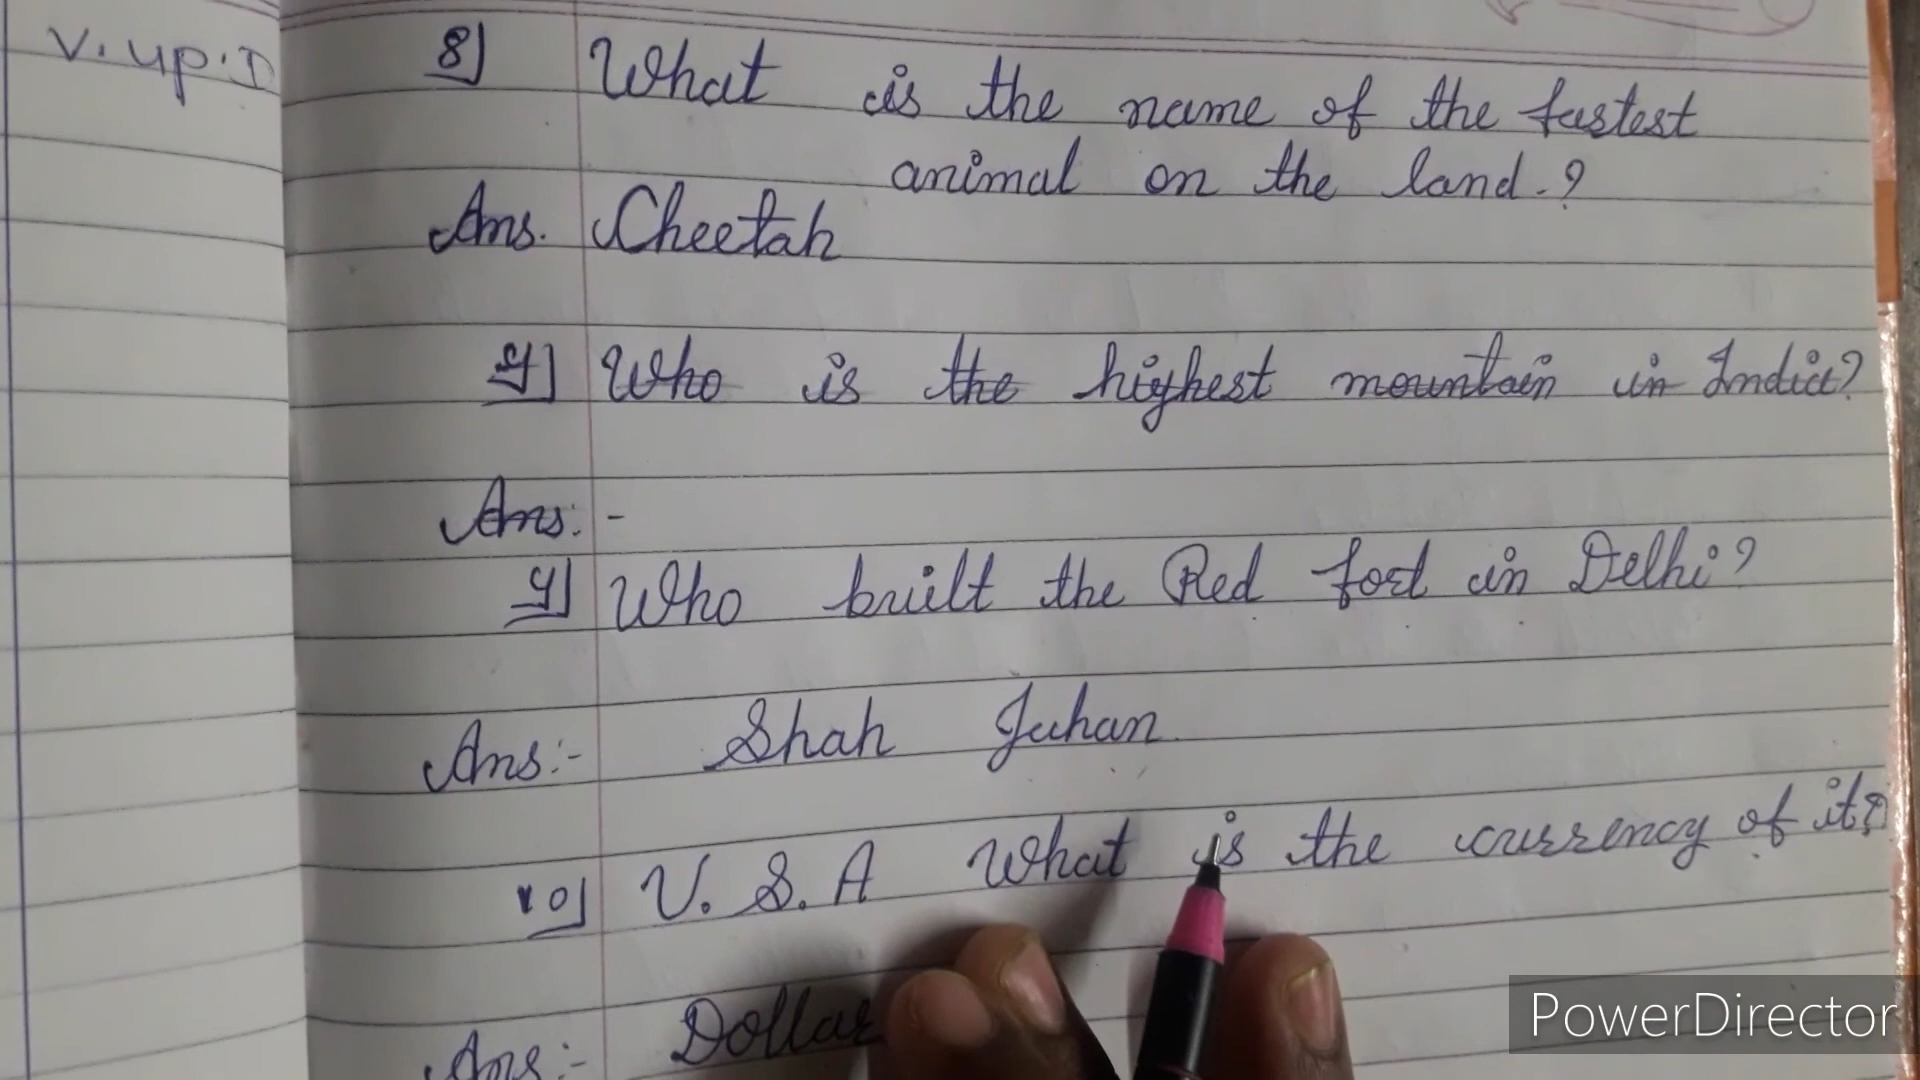 V. up. D
8] What is the name of the fastest
animal on the land.?
Ans. Cheetah
9] Who is the highest mountain in India?
Ans:-
9] Who built the Red fort in Delhi?
Ans:- Shah Jahan.
10] U. S. A What is the currency of it?
Ans:- Dollar
PowerDirector